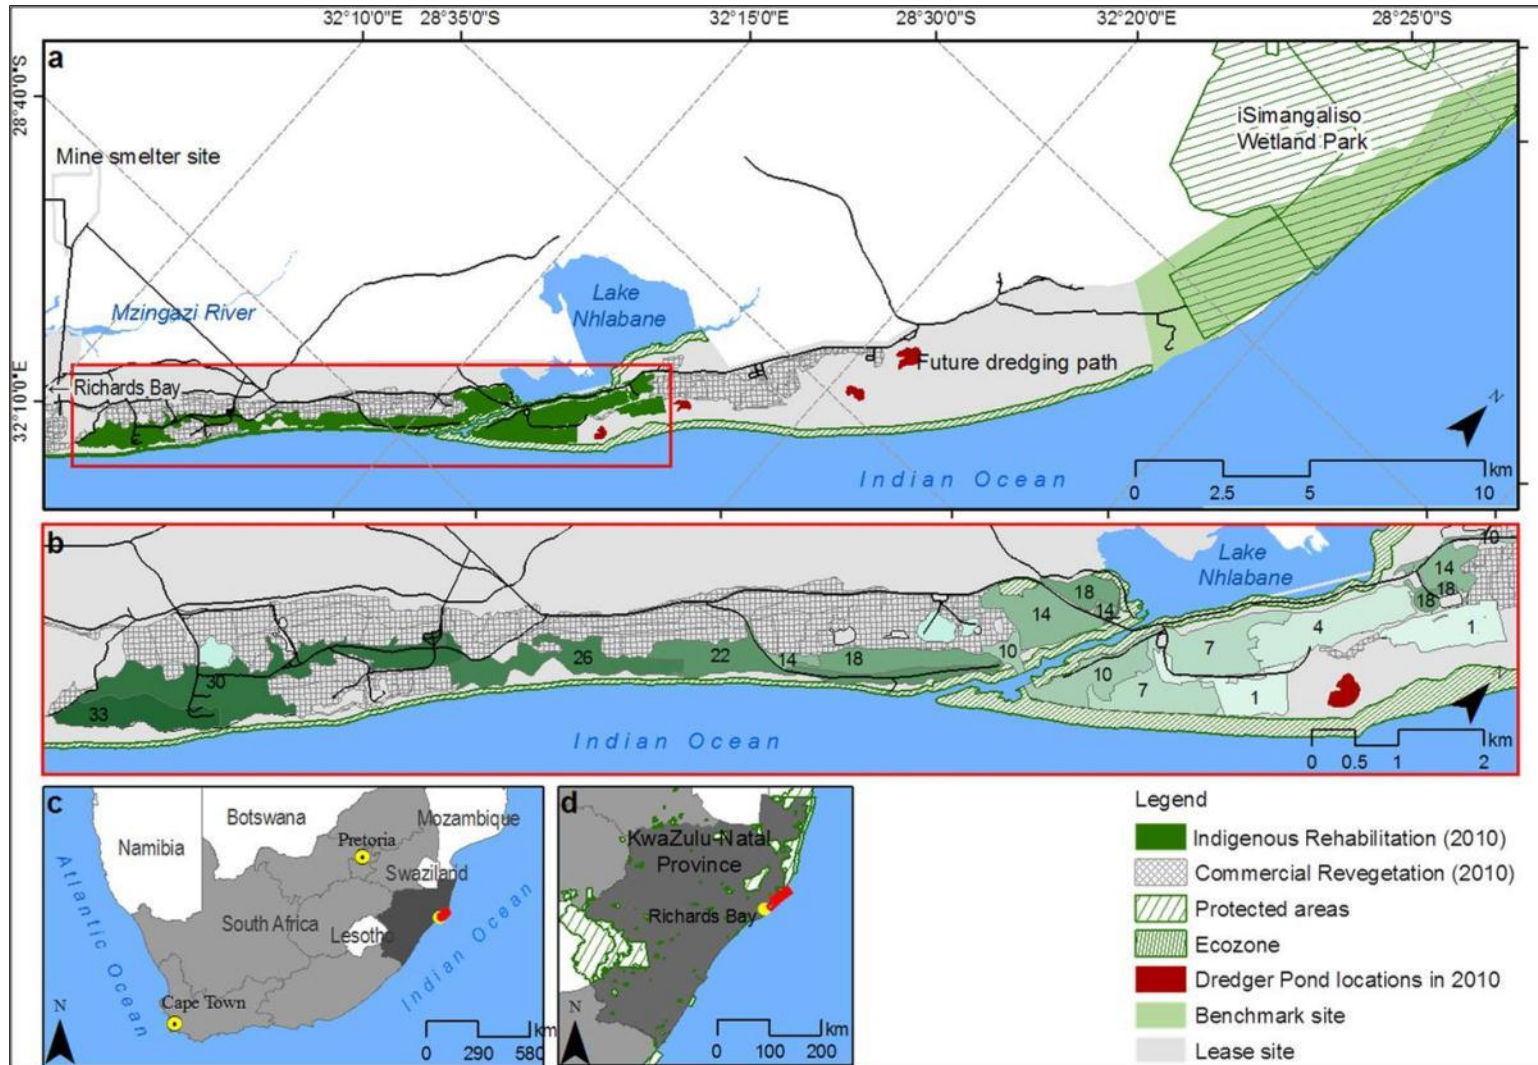 32°10'0"E
28°35'0"S
32°15'0"E
28°30'0"S
32°20'0"E
28°25'0"S
a
28°40'0"S
32°10'0"E
Mine smelter site
iSimangaliso
Wetland Park
Mzingazi River
Lake
Nhlabane
Richards Bay
Future dredging path
N
Indian Ocean
km
0
2.5
5
10
b
Lake
Nhlabane
10
14
18
18
18
14
14
10
4
1
7
26
22
14
18
10
7
1
30
33
Indian Ocean
km
0
0.5
1
2
c
Botswana
Mozambique
Namibia
Pretoria
Swaziland
Atlantic Ocean
South Africa
Lesotho
Indian Ocean
Cape Town
N
km
0
290
580
d
KwaZulu-Natal
Province
Richards Bay
N
km
0
100
200
Legend
Indigenous Rehabilitation (2010)
Commercial Revegetation (2010)
Protected areas
Ecozone
Dredger Pond locations in 2010
Benchmark site
Lease site